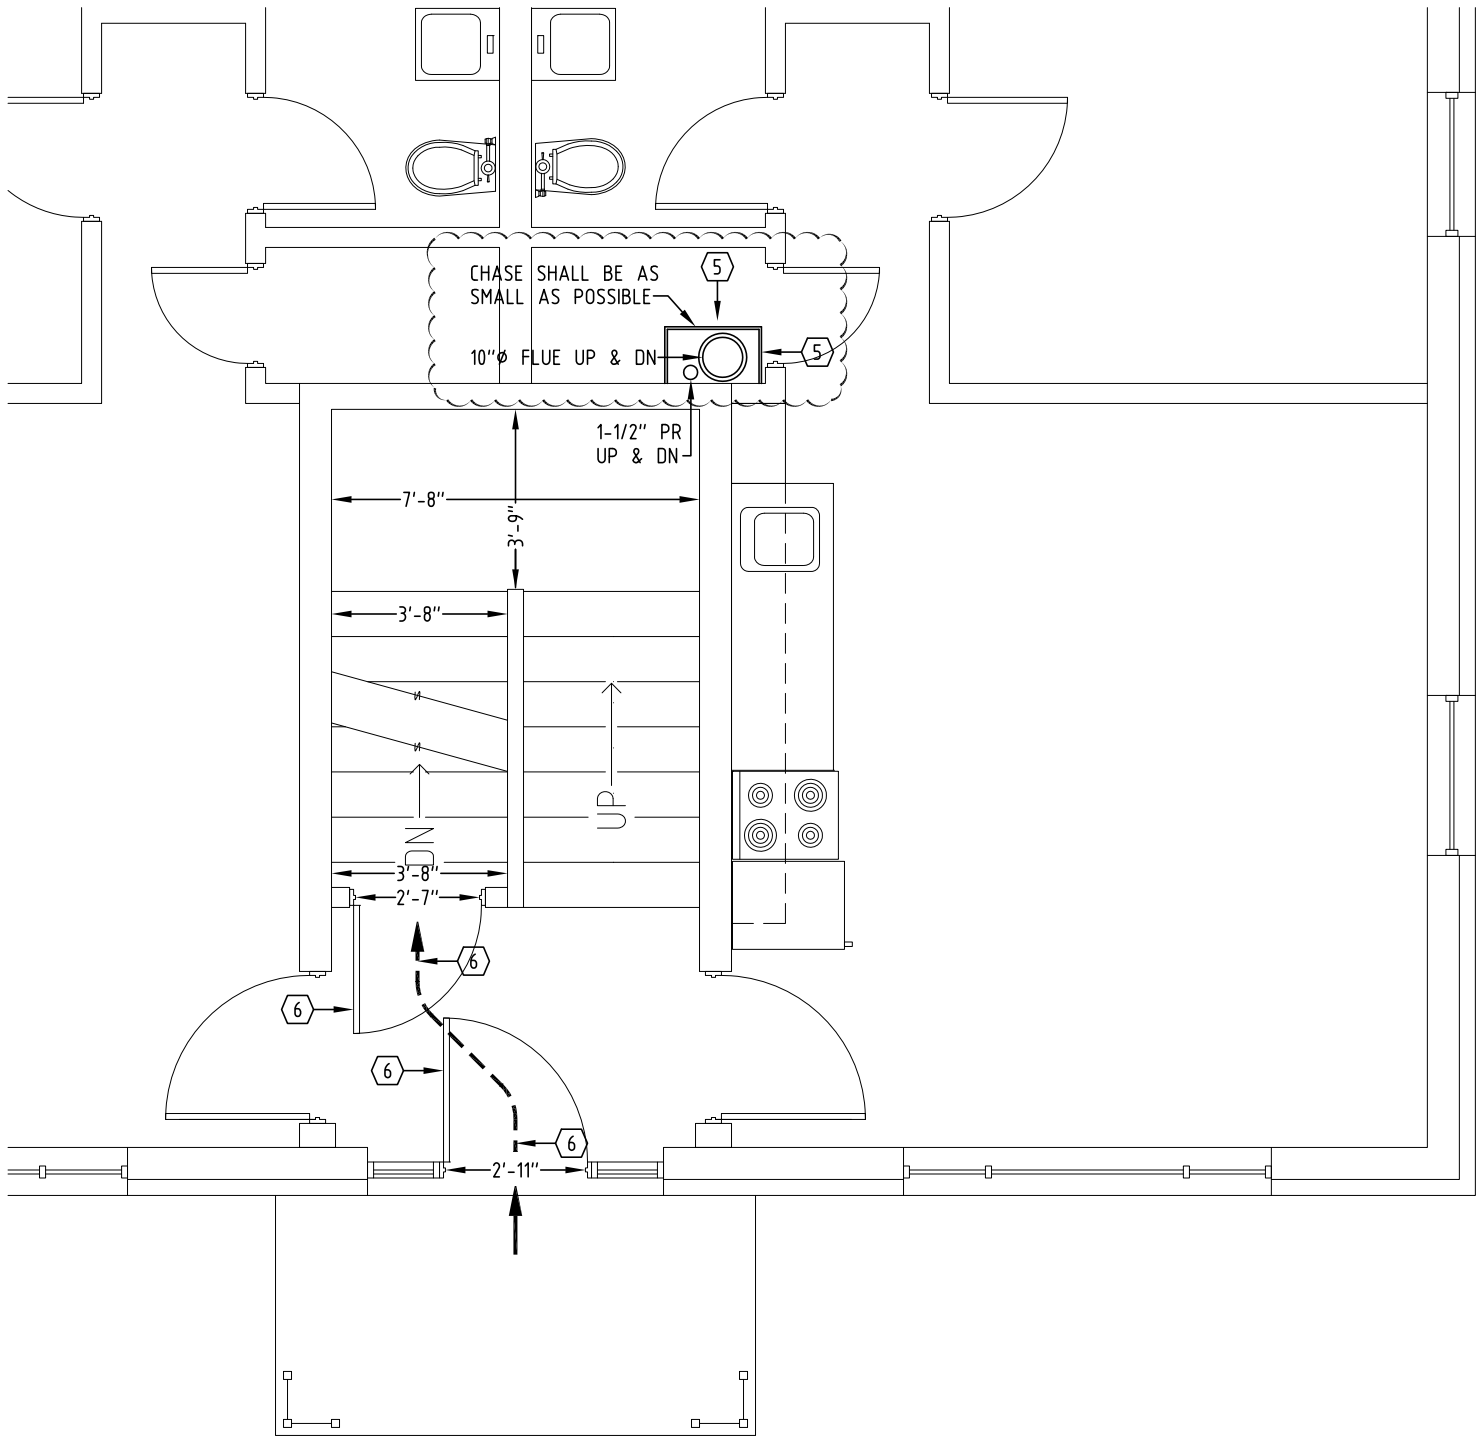 CHASE SHALL BE AS
SMALL AS POSSIBLE
5
10"Ø FLUE UP & DN
5
1-1/2" PR
UP & DN
7'-8"
3'-9"
3'-8"
UP
DN
3'-8"
2'-7"
6
6
6
6
2'-11"